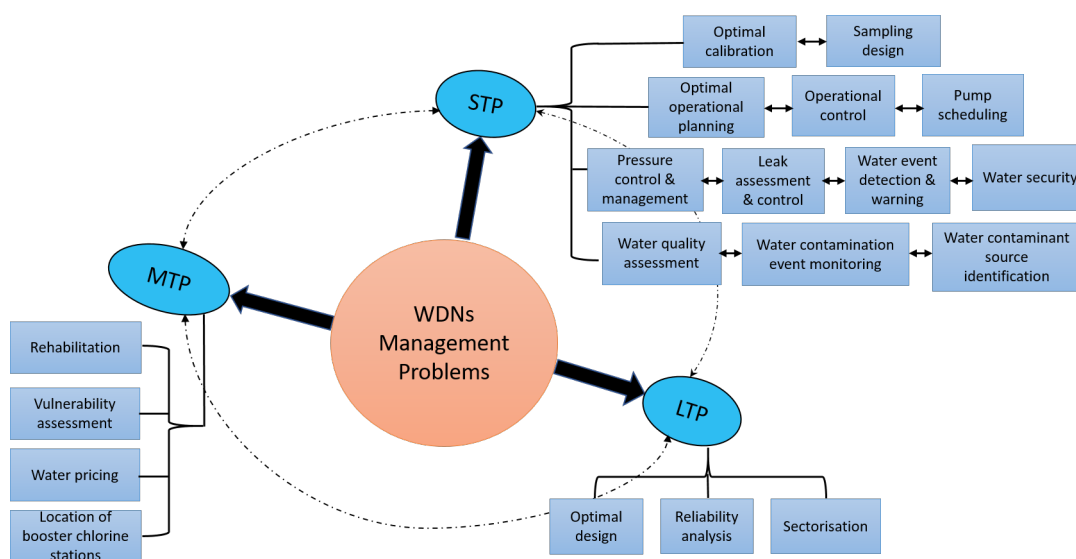 Optimal
calibration
Sampling
design
STP
Optimal
operational
planning
Operational
control
Pump
scheduling
Pressure
control &
management
Leak
assessment
& control
Water event
detection &
warning
Water security
Water quality
assessment
Water contamination
event monitoring
Water contaminant
source
identification
MTP
WDNs
Management
Problems
Rehabilitation
Vulnerability
assessment
Water pricing
Location of
booster chlorine
stations
LTP
Optimal
design
Reliability
analysis
Sectorisation